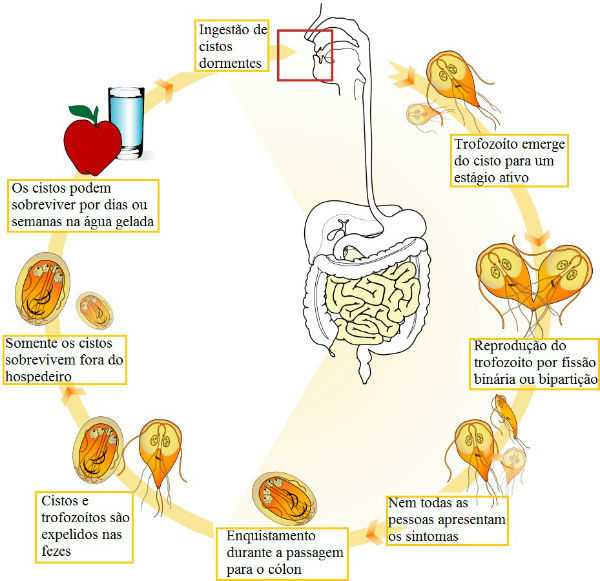 Ingestão de
cistos
dormentes
Trofozoíto emerge
do cisto para um
estágio ativo
Reprodução do
trofozoíto por fissão
binária ou bipartição
Nem todas as
pessoas apresentam
os sintomas
Enquistamento
durante a passagem
para o cólon
Cistos e
trofozoítos são
expelidos nas
fezes
Somente os cistos
sobrevivem fora do
hospedeiro
Os cistos podem
sobreviver por dias ou
semanas na água gelada